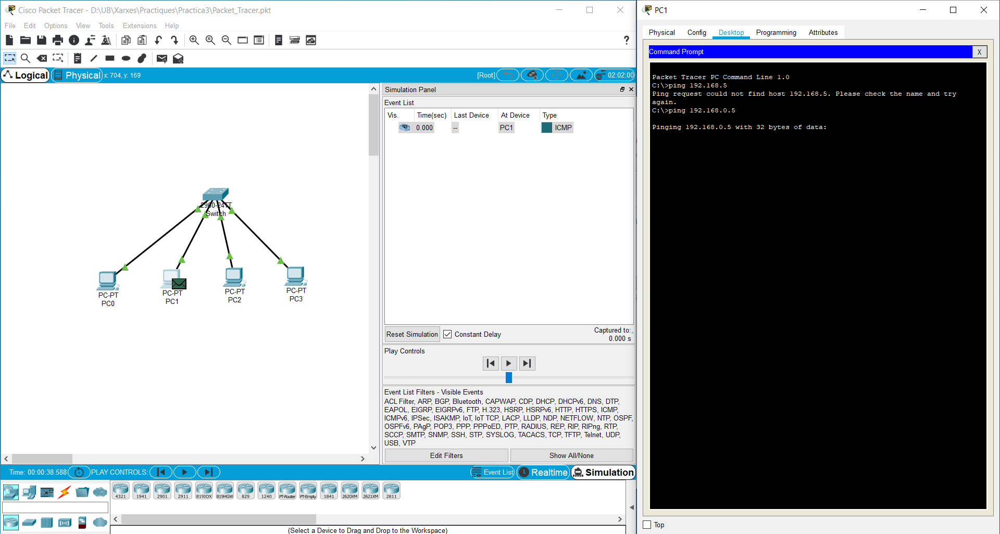 Cisco Packet Tracer - D:\UB\Xarxes\Practiques\Practica3\Packet_Tracer.pkt
File Edit Options View Tools Extensions Help
?
Logical Physical x: 704, y: 169 [Root] 02:02:00
2960-24TT
Switch
PC-PT
PC0
PC-PT
PC1
PC-PT
PC2
PC-PT
PC3
Simulation Panel
Event List
Vis. Time(sec) Last Device At Device Type
0.000 -- PC1 ICMP
Reset Simulation Constant Delay Captured to:
0.000 s
Play Controls
Event List Filters - Visible Events
ACL Filter, ARP, BGP, Bluetooth, CAPWAP, CDP, DHCP, DHCPv6, DNS, DTP,
EAPOL, EIGRP, EIGRPv6, FTP, H.323, HSRP, HSRPv6, HTTP, HTTPS, ICMP,
ICMPv6, IPSec, ISAKMP, IoT, IoT TCP, LACP, LLDP, NDP, NETFLOW, NTP, OSPF,
OSPFv6, PAgP, POP3, PPP, PPPoED, PTP, RADIUS, REP, RIP, RIPng, RTP,
SCCP, SMTP, SNMP, SSH, STP, SYSLOG, TACACS, TCP, TFTP, Telnet, UDP,
USB, VTP
Edit Filters Show All/None
Time: 00:00:38.588 PLAY CONTROLS: Event List Realtime Simulation
4321 1941 2901 2911 819IOX 819HGW 829 1240 PT-Router PT-Empty 1841 2620XM 2621XM 2811
(Select a Device to Drag and Drop to the Workspace)
PC1
Physical Config Desktop Programming Attributes
Command Prompt X
Packet Tracer PC Command Line 1.0
C:\>ping 192.168.5
Ping request could not find host 192.168.5. Please check the name and try
again.
C:\>ping 192.168.0.5
Pinging 192.168.0.5 with 32 bytes of data:
Top